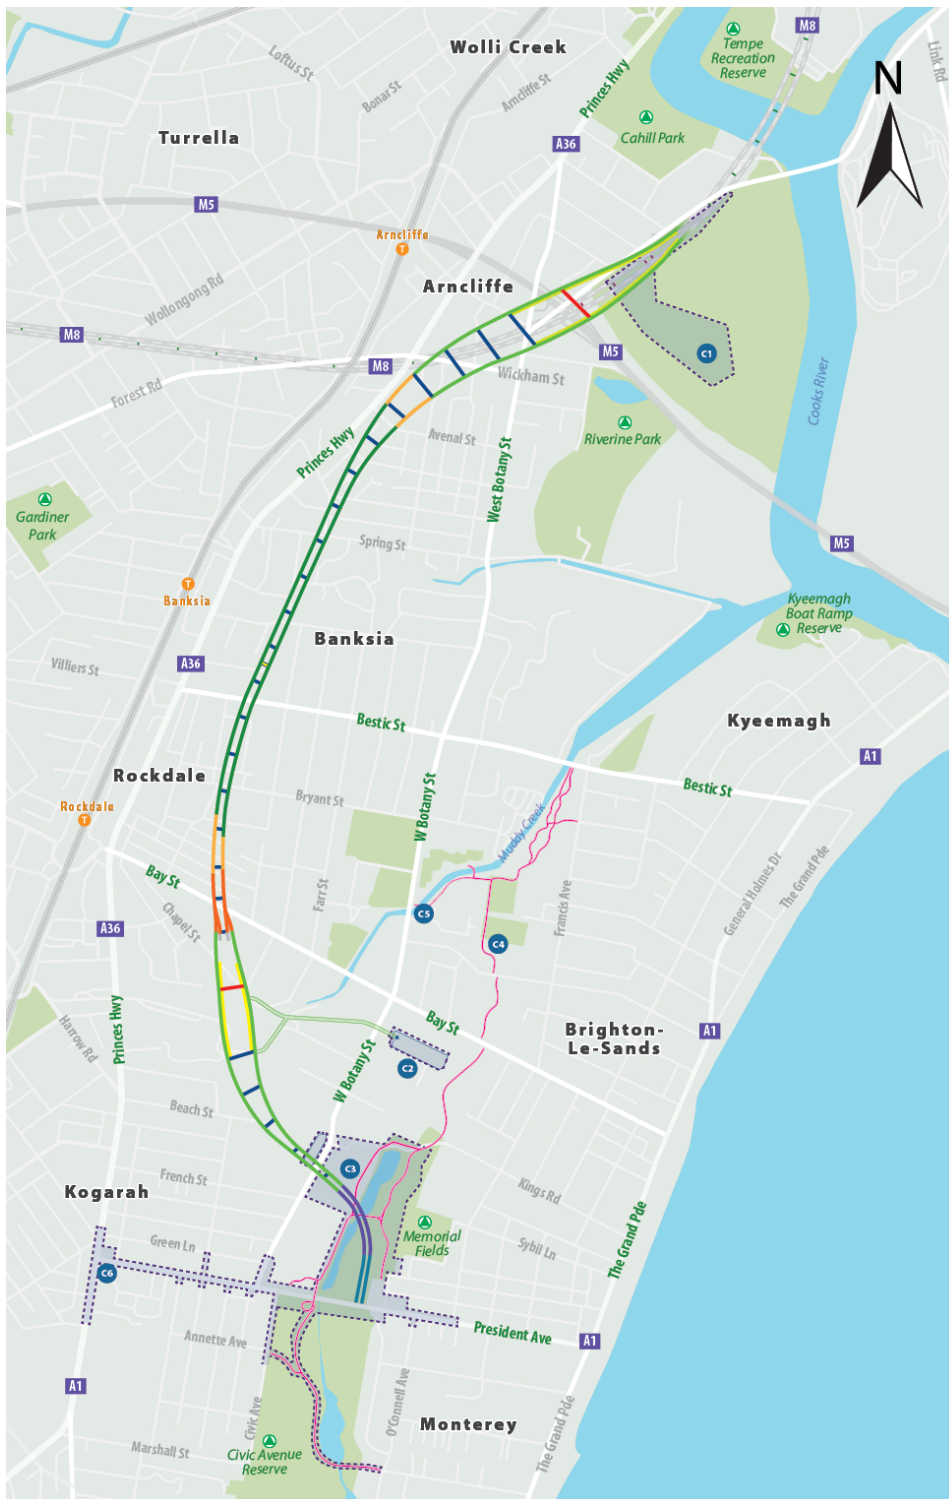 M8
Wolli Creek
Tempe
Recreation
Reserve
Link Rd
Loftus St
Bonar St
Arncliffe St
Princes Hwy
N
Cahill Park
Turrella
A36
M5
Arncliffe
T
Arncliffe
Wollongong Rd
M8
M8
M5
C1
Wickham St
Forest Rd
Cooks River
Princes Hwy
Avenal St
Riverine Park
West Botany St
Gardiner
Park
Spring St
M5
T
Banksia
Kyeemagh
Boat Ramp
Reserve
Banksia
Villiers St
A36
Bestic St
Kyeemagh
A1
Rockdale
Bestic St
Rockdale
T
Bryant St
W Botany St
Muddy Creek
Bay St
Farr St
Francis Ave
General Holmes Dr
The Grand Pde
Chapel St
C5
A36
C4
Princes Hwy
Harrow Rd
Bay St
Brighton-
Le-Sands
A1
W Botany St
C2
Beach St
C3
French St
Kogarah
Kings Rd
Memorial
Fields
Green Ln
Sybil Ln
The Grand Pde
C6
Annette Ave
President Ave
A1
A1
Civic Ave
O'Connell Ave
The Grand Pde
Monterey
Marshall St
Civic Avenue
Reserve